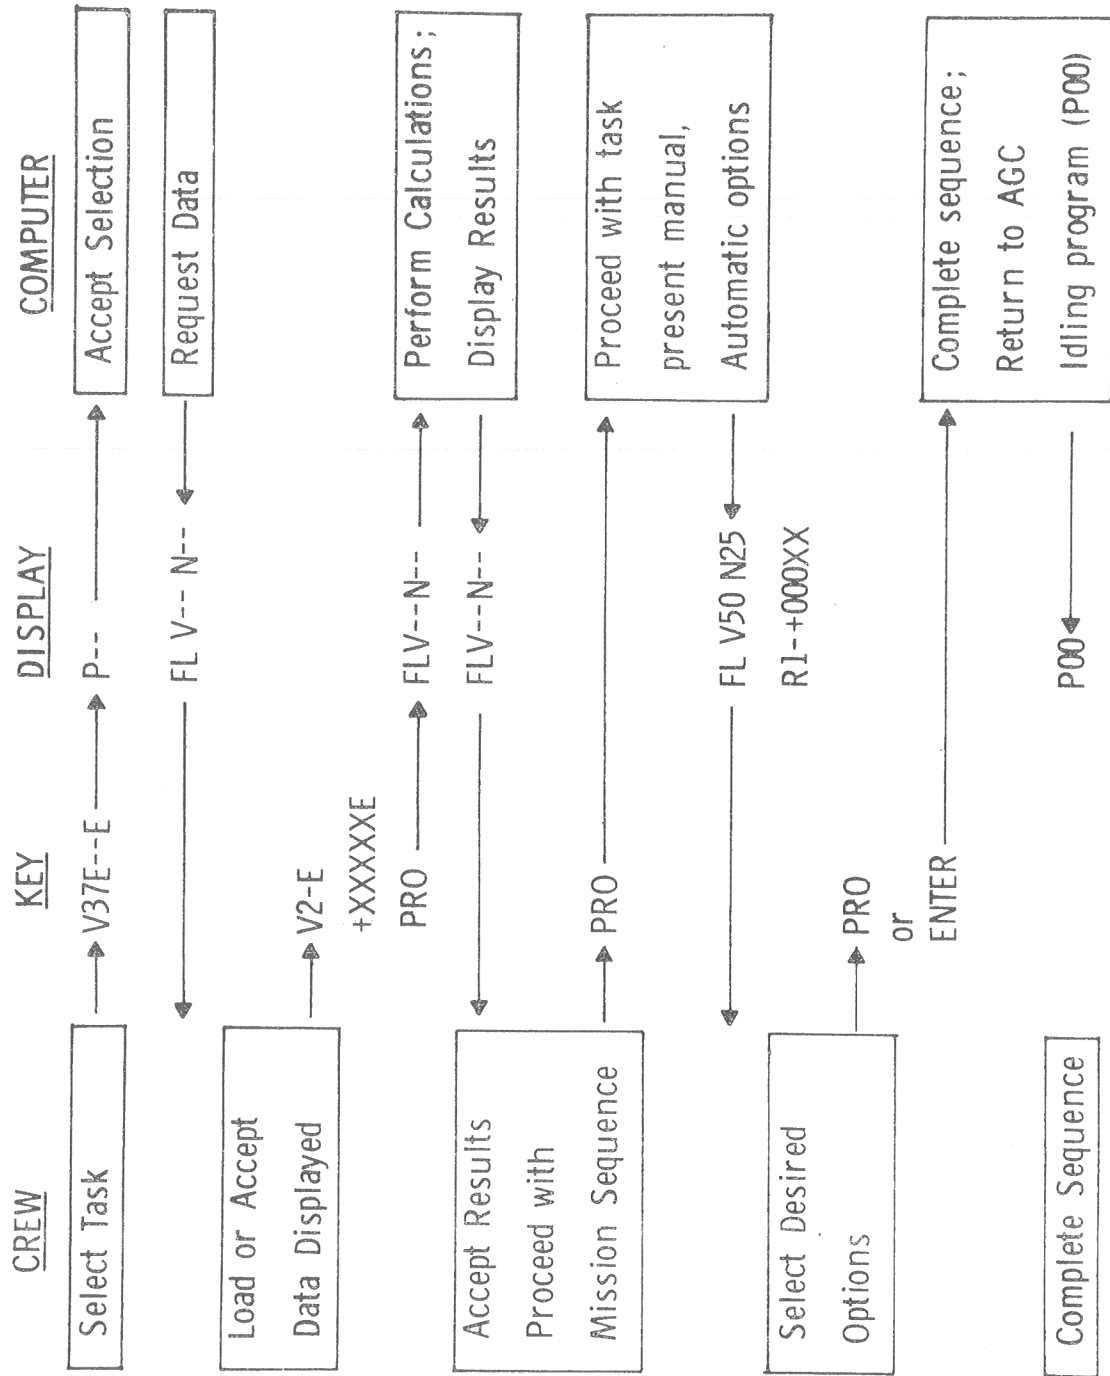 CREW
KEY
DISPLAY
COMPUTER
Select Task
V37E--E
P--
Accept Selection
FL V-- N--
Request Data
Load or Accept
Data Displayed
V2-E
+XXXXXE
PRO
FLV--N--
Perform Calculations;
Display Results
FLV--N--
Accept Results
Proceed with
Mission Sequence
PRO
Proceed with task
present manual,
Automatic options
FL V50 N25
R1-+000XX
Select Desired
Options
PRO
or
ENTER
Complete sequence;
Return to AGC
Idling program (P00)
P00
Complete Sequence